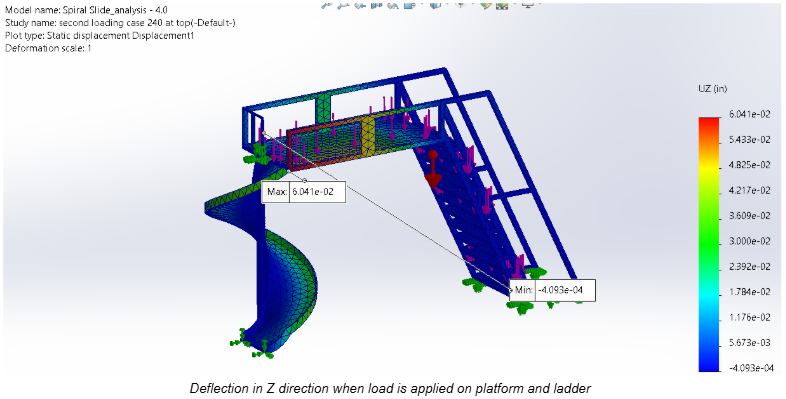 Model name: Spiral Slide_analysis - 4.0
Study name: second loading case 240 at top(-Default-)
Plot type: Static displacement Displacement1
Deformation scale: 1
UZ (in)
6.041e-02
5.433e-02
4.825e-02
4.217e-02
3.609e-02
3.000e-02
2.392e-02
1.784e-02
1.176e-02
5.673e-03
-4.093e-04
Max: 6.041e-02
Min: -4.093e-04
Deflection in Z direction when load is applied on platform and ladder